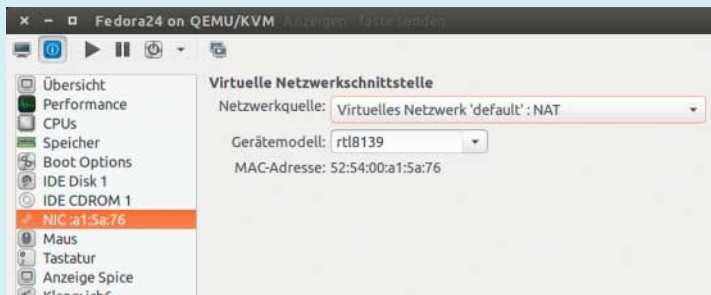 Fedora24 on QEMU/KVM Anzeigen Taste senden
Übersicht
Performance
CPUs
Speicher
Boot Options
IDE Disk 1
IDE CDROM 1
NIC :a1:5a:76
Maus
Tastatur
Anzeige Spice
Virtuelle Netzwerkschnittstelle
Netzwerkquelle: Virtuelles Netzwerk 'default' : NAT
Gerätemodell: rtl8139
MAC-Adresse: 52:54:00:a1:5a:76